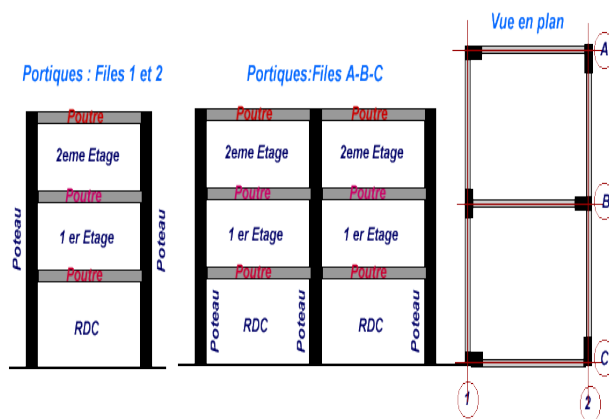 Vue en plan
Portiques : Files 1 et 2
Poutre
2eme Etage
Poutre
1 er Etage
Poutre
RDC
Poteau
Poteau
Portiques:Files A-B-C
Poutre
Poutre
2eme Etage
2eme Etage
Poutre
Poutre
1 er Etage
1 er Etage
Poutre
Poutre
Poteau
RDC
Poteau
RDC
Poteau
A
B
C
1
2